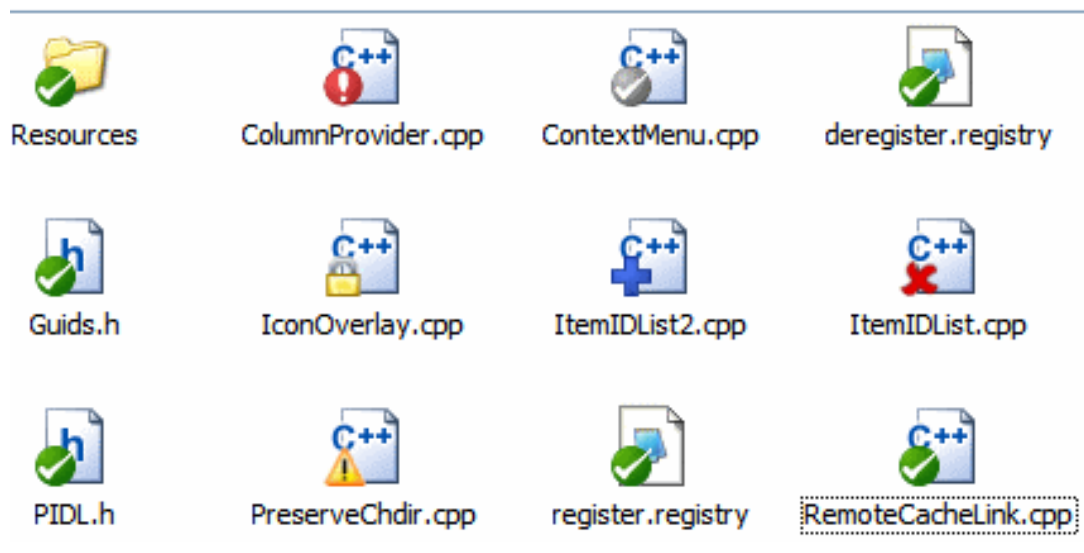 C++ C++
Resources ColumnProvider.cpp ContextMenu.cpp deregister.registry
h C++ C++ C++
Guids.h IconOverlay.cpp ItemIDList2.cpp ItemIDList.cpp
h C++ C++
PIDL.h PreserveChdir.cpp register.registry RemoteCacheLink.cpp